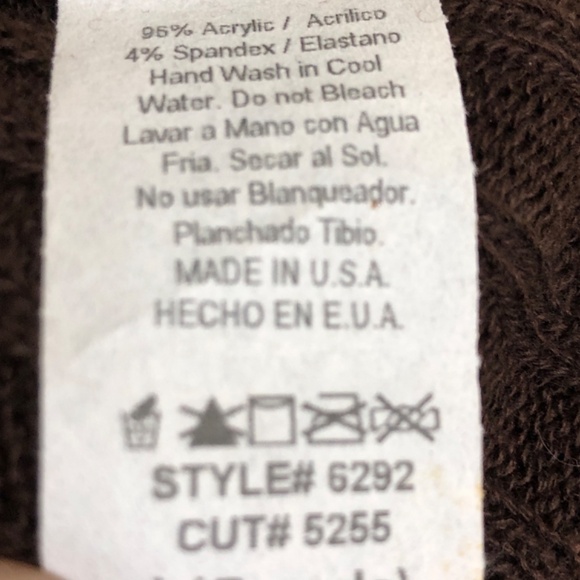 96% Acrylic / Acrilico
4% Spandex / Elastano
Hand Wash in Cool
Water. Do not Bleach
Lavar a Mano con Agua
Fria. Secar al Sol.
No usar Blanqueador.
Planchado Tibio.
MADE IN U.S.A.
HECHO EN E.U.A.
STYLE# 6292
CUT# 5255